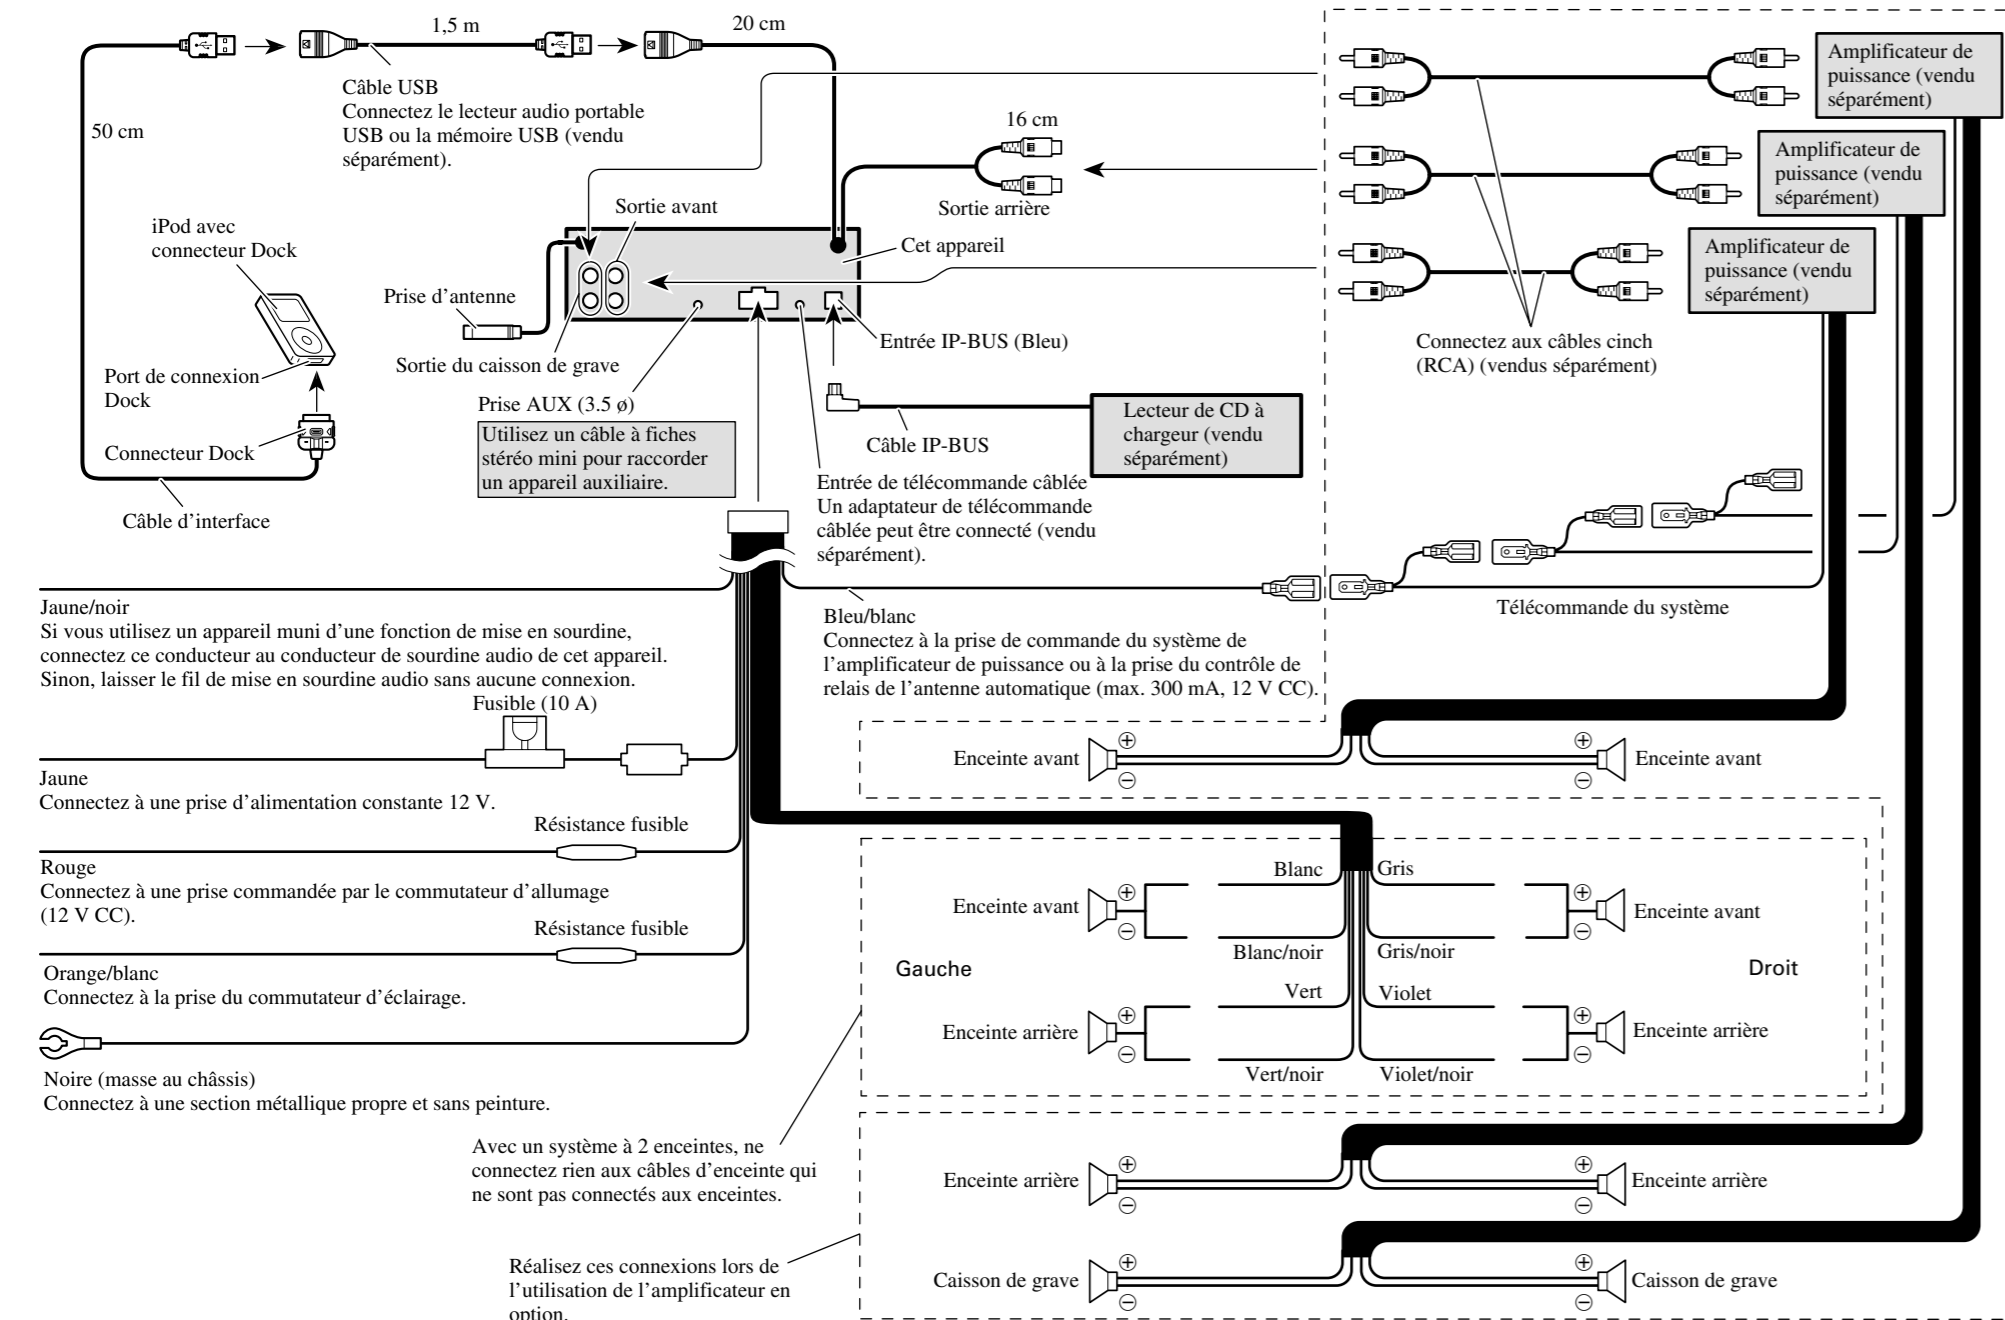 1,5 m
20 cm
Câble USB
Connectez le lecteur audio portable
USB ou la mémoire USB (vendu
séparément).
50 cm
16 cm
Sortie arrière
Sortie avant
Cet appareil
iPod avec
connecteur Dock
Prise d’antenne
Port de connexion
Dock
Connecteur Dock
Câble d’interface
Sortie du caisson de grave
Prise AUX (3.5 ø)
Utilisez un câble à fiches
stéréo mini pour raccorder
un appareil auxiliaire.
Entrée IP-BUS (Bleu)
Câble IP-BUS
Lecteur de CD à
chargeur (vendu
séparément)
Entrée de télécommande câblée
Un adaptateur de télécommande
câblée peut être connecté (vendu
séparément).
Amplificateur de
puissance (vendu
séparément)
Amplificateur de
puissance (vendu
séparément)
Amplificateur de
puissance (vendu
séparément)
Connectez aux câbles cinch
(RCA) (vendus séparément)
Télécommande du système
Jaune/noir
Si vous utilisez un appareil muni d’une fonction de mise en sourdine,
connectez ce conducteur au conducteur de sourdine audio de cet appareil.
Sinon, laisser le fil de mise en sourdine audio sans aucune connexion.
Bleu/blanc
Connectez à la prise de commande du système de
l’amplificateur de puissance ou à la prise du contrôle de
relais de l’antenne automatique (max. 300 mA, 12 V CC).
Fusible (10 A)
Jaune
Connectez à une prise d’alimentation constante 12 V.
Résistance fusible
Rouge
Connectez à une prise commandée par le commutateur d’allumage
(12 V CC).
Résistance fusible
Orange/blanc
Connectez à la prise du commutateur d’éclairage.
Noire (masse au châssis)
Connectez à une section métallique propre et sans peinture.
Enceinte avant
⊕
⊖
⊕
⊖
Enceinte avant
Blanc
Gris
Enceinte avant
⊕
⊖
⊕
⊖
Enceinte avant
Blanc/noir
Gris/noir
Gauche
Droit
Vert
Violet
Enceinte arrière
⊕
⊖
⊕
⊖
Enceinte arrière
Vert/noir
Violet/noir
Avec un système à 2 enceintes, ne
connectez rien aux câbles d’enceinte qui
ne sont pas connectés aux enceintes.
Enceinte arrière
⊕
⊖
⊕
⊖
Enceinte arrière
Réalisez ces connexions lors de
l’utilisation de l’amplificateur en
option.
Caisson de grave
⊕
⊖
⊕
⊖
Caisson de grave